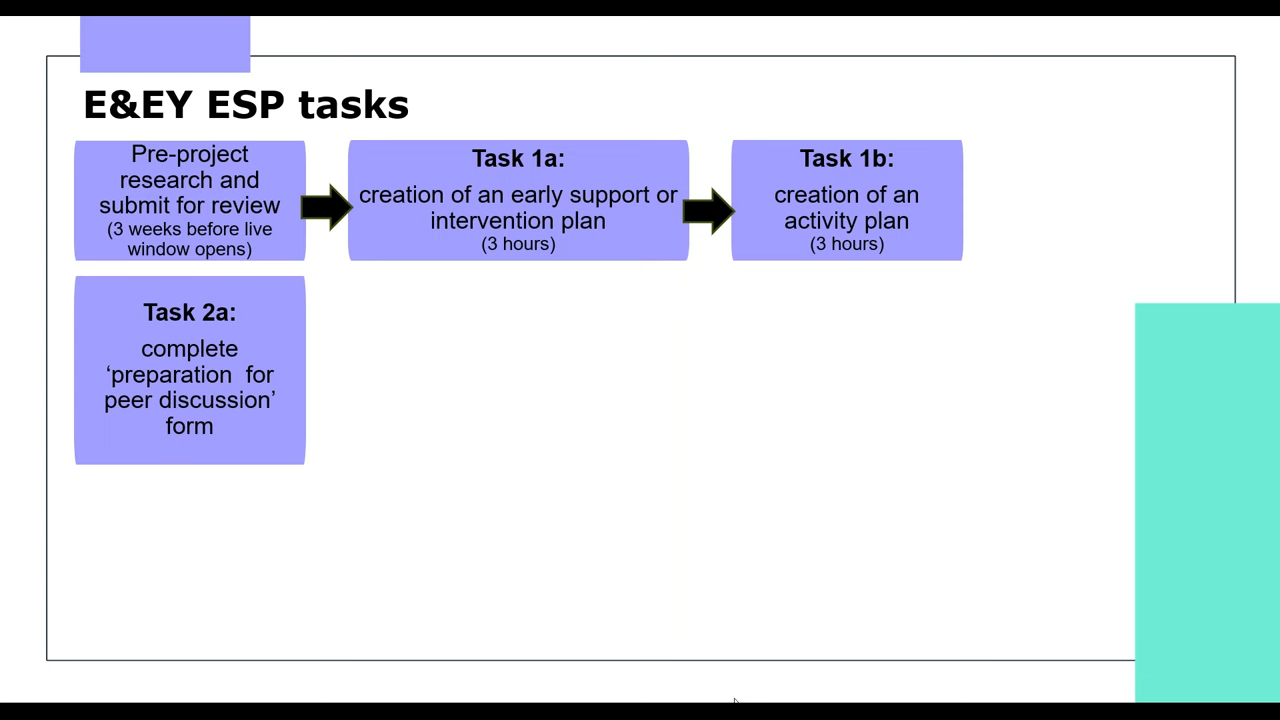 E&EY ESP tasks
Pre-project
research and
submit for review
(3 weeks before live
window opens)
Task 1a:
creation of an early support or
intervention plan
(3 hours)
Task 1b:
creation of an
activity plan
(3 hours)
Task 2a:
complete
‘preparation  for
peer discussion’
form